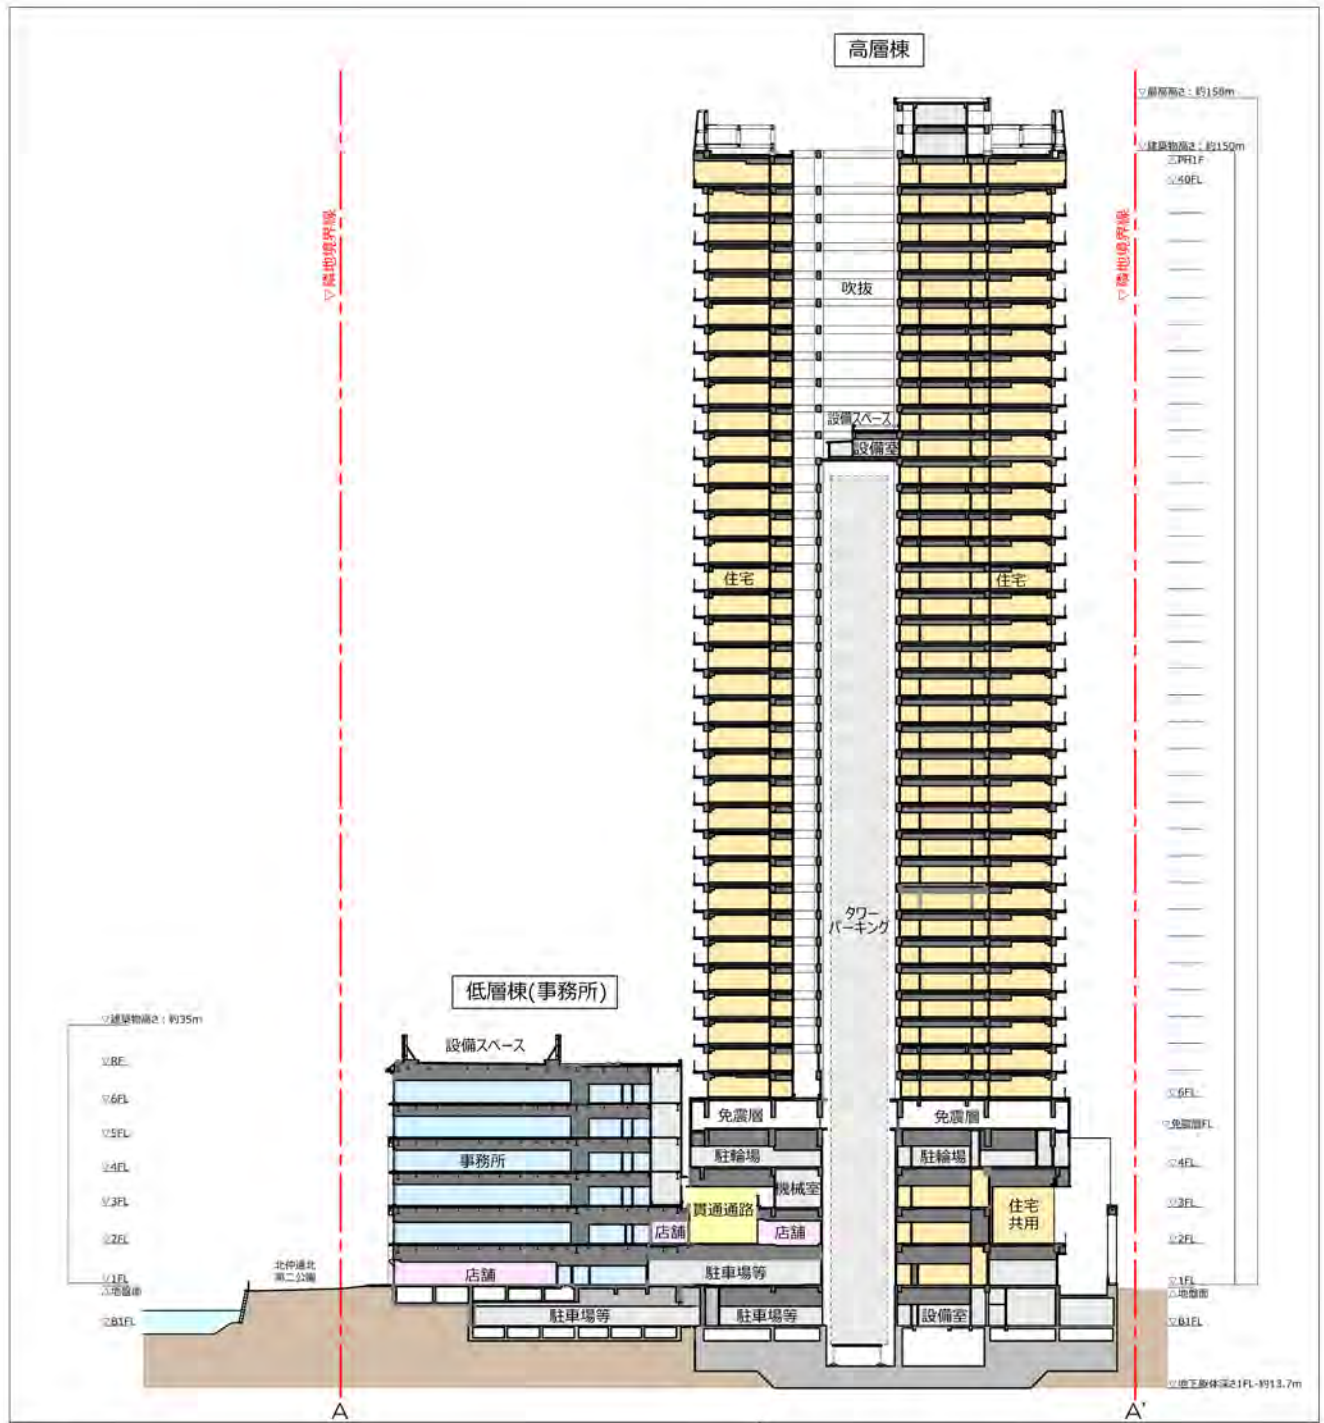 高層棟
▽最高高さ：約158m
▽建築物高さ：約150m
△PH1F
▽40FL
▽隣地境界線
▽隣地境界線
吹抜
設備スペース
設備室
住宅
住宅
タワー
パーキング
低層棟(事務所)
▽建築物高さ：約35m
設備スペース
▽RF
▽6FL
▽6FL
免震層
免震層
▽免震層FL
▽5FL
駐輪場
駐輪場
事務所
▽4FL
▽4FL
機械室
▽3FL
貫通通路
住宅
共用
▽3FL
店舗
店舗
▽2FL
▽2FL
北仲通北
第二公園
店舗
駐車場等
▽1FL
△地盤面
▽1FL
△地盤面
駐車場等
駐車場等
設備室
▽B1FL
▽B1FL
▽地下躯体深さ1FL-約13.7m
A
A'